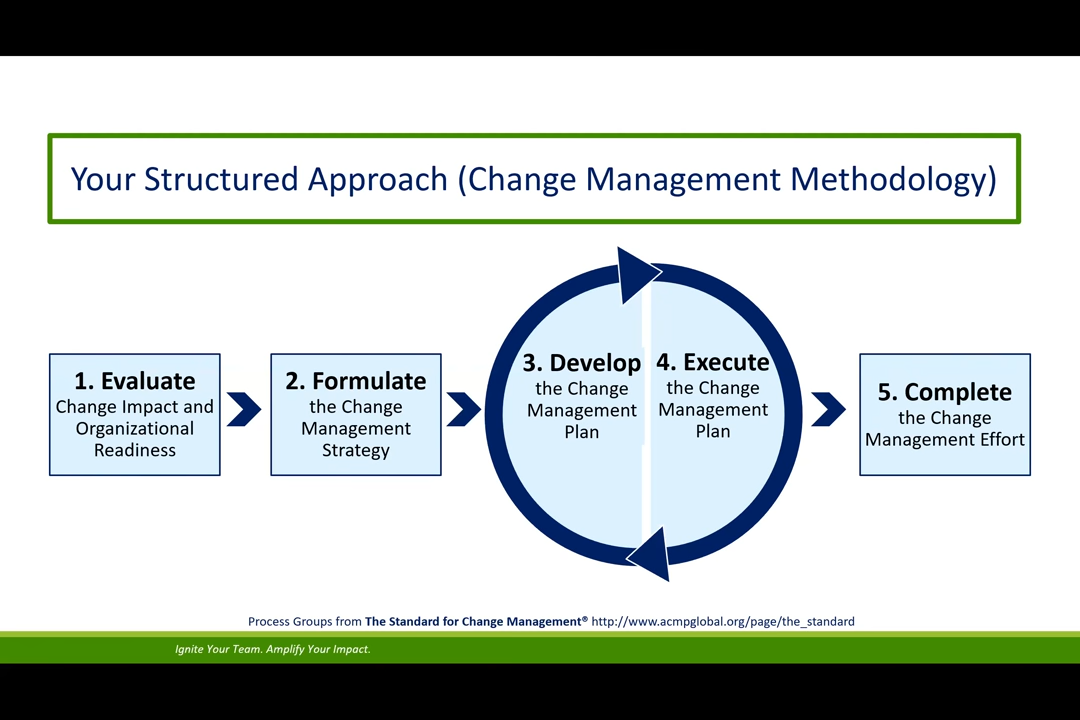 Your Structured Approach (Change Management Methodology)
1. Evaluate
Change Impact and
Organizational
Readiness
2. Formulate
the Change
Management
Strategy
3. Develop
the Change
Management
Plan
4. Execute
the Change
Management
Plan
5. Complete
the Change
Management Effort
Process Groups from The Standard for Change Management® http://www.acmpglobal.org/page/the_standard
Ignite Your Team. Amplify Your Impact.